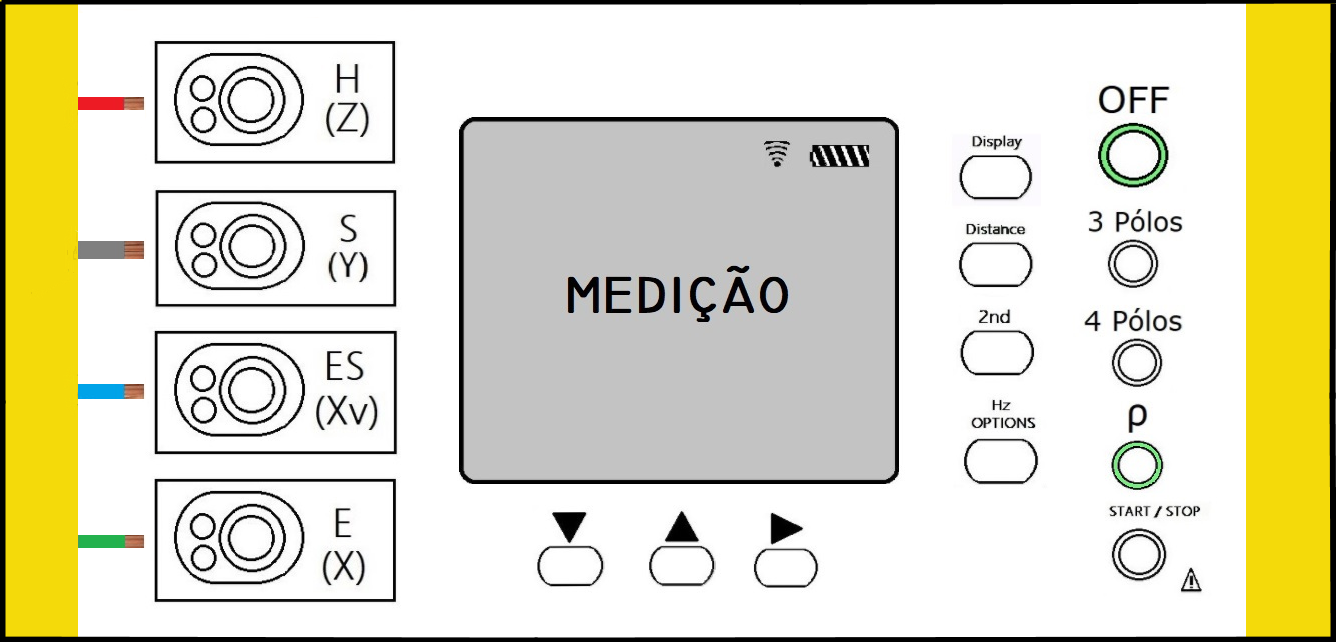 H
(Z)
S
(Y)
ES
(Xv)
E
(X)
MEDIÇÃO
Display
Distance
2nd
Hz
OPTIONS
OFF
3 Pólos
4 Pólos
ρ
START / STOP